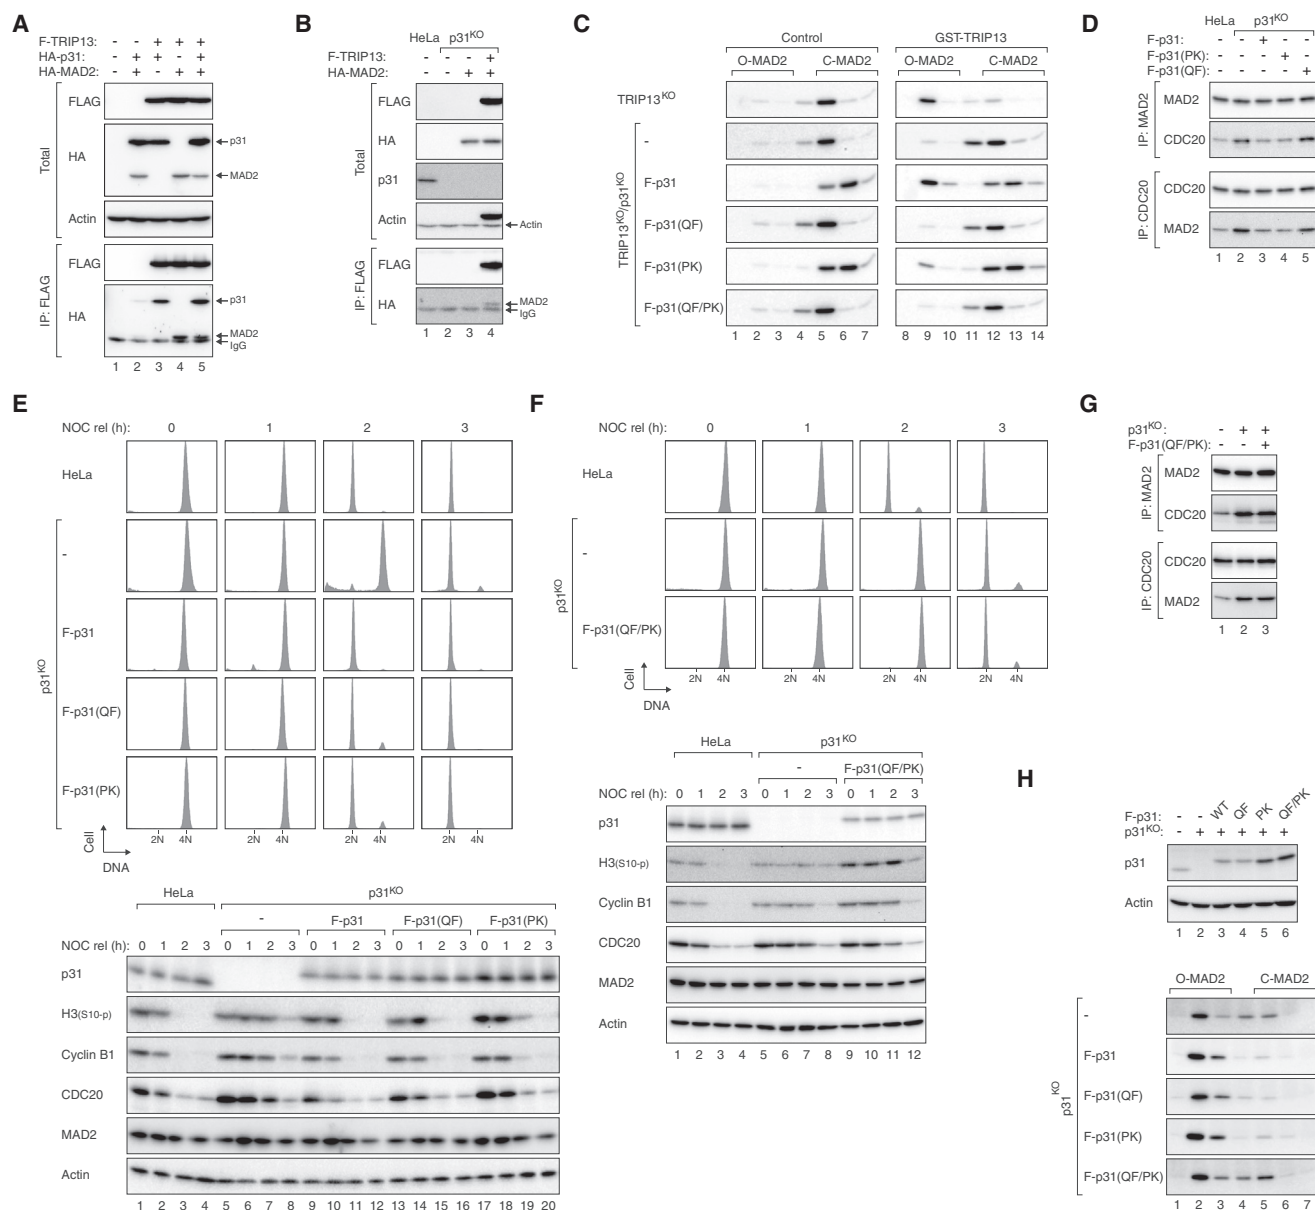 A
F-TRIP13: - - + + +
HA-p31: - + + - +
HA-MAD2: - + - + +
Total
FLAG
HA
p31
MAD2
Actin
IP: FLAG
FLAG
HA
p31
MAD2
IgG
1 2 3 4 5
B
HeLa p31KO
F-TRIP13: - - - +
HA-MAD2: - - + +
Total
FLAG
HA
p31
Actin
Actin
IP: FLAG
FLAG
HA
MAD2
IgG
1 2 3 4
C
Control GST-TRIP13
O-MAD2 C-MAD2 O-MAD2 C-MAD2
TRIP13KO
TRIP13KO/p31KO
-
F-p31
F-p31(QF)
F-p31(PK)
F-p31(QF/PK)
1 2 3 4 5 6 7 8 9 10 11 12 13 14
D
HeLa p31KO
F-p31: - - + - -
F-p31(PK): - - - + -
F-p31(QF): - - - - +
IP: MAD2
MAD2
CDC20
IP: CDC20
CDC20
MAD2
1 2 3 4 5
E
NOC rel (h): 0 1 2 3
HeLa
p31KO
-
F-p31
F-p31(QF)
F-p31(PK)
Cell
DNA
2N 4N 2N 4N 2N 4N 2N 4N
HeLa p31KO
- F-p31 F-p31(QF) F-p31(PK)
NOC rel (h): 0 1 2 3 0 1 2 3 0 1 2 3 0 1 2 3 0 1 2 3
p31
H3(S10-p)
Cyclin B1
CDC20
MAD2
Actin
1 2 3 4 5 6 7 8 9 10 11 12 13 14 15 16 17 18 19 20
F
NOC rel (h): 0 1 2 3
HeLa
p31KO
-
F-p31(QF/PK)
Cell
DNA
2N 4N 2N 4N 2N 4N 2N 4N
HeLa p31KO
- F-p31(QF/PK)
NOC rel (h): 0 1 2 3 0 1 2 3 0 1 2 3
p31
H3(S10-p)
Cyclin B1
CDC20
MAD2
Actin
1 2 3 4 5 6 7 8 9 10 11 12
G
p31KO: - + +
F-p31(QF/PK): - - +
IP: MAD2
MAD2
CDC20
IP: CDC20
CDC20
MAD2
1 2 3
H
F-p31: - - WT QF PK QF/PK
p31KO: - + + + + +
p31
Actin
1 2 3 4 5 6
O-MAD2 C-MAD2
p31KO
-
F-p31
F-p31(QF)
F-p31(PK)
F-p31(QF/PK)
1 2 3 4 5 6 7